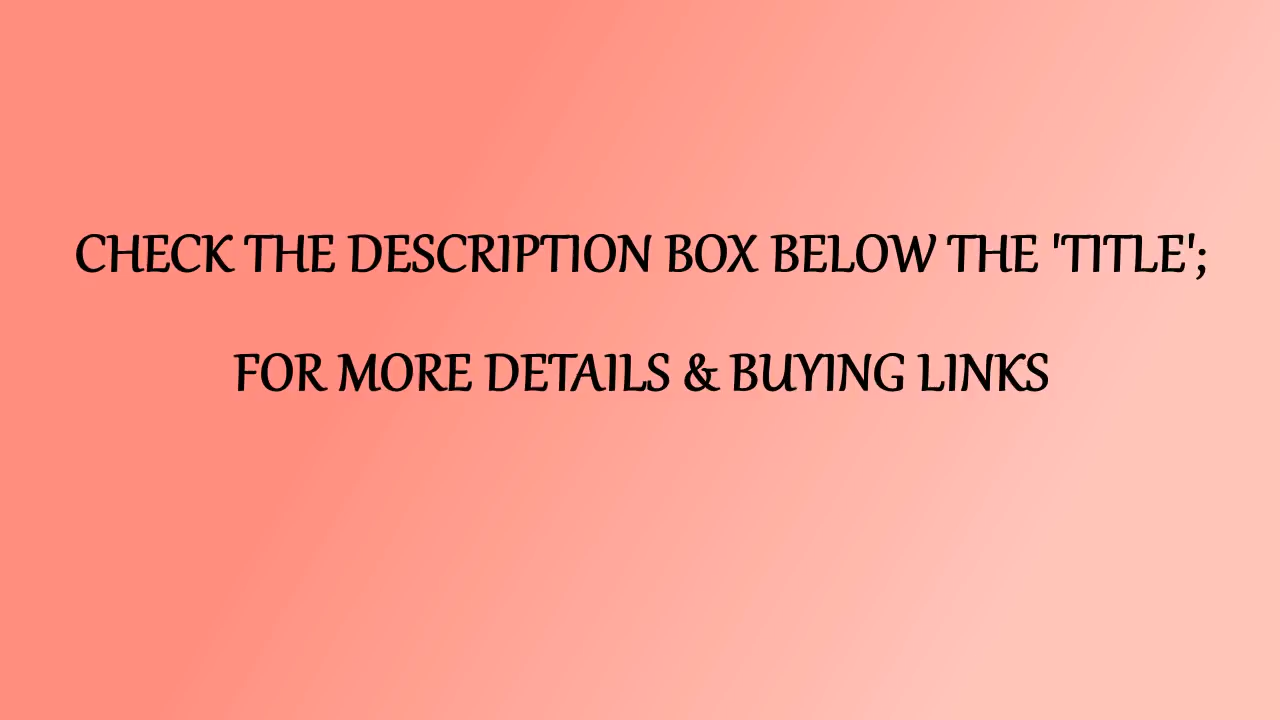 CHECK THE DESCRIPTION BOX BELOW THE 'TITLE';
FOR MORE DETAILS & BUYING LINKS